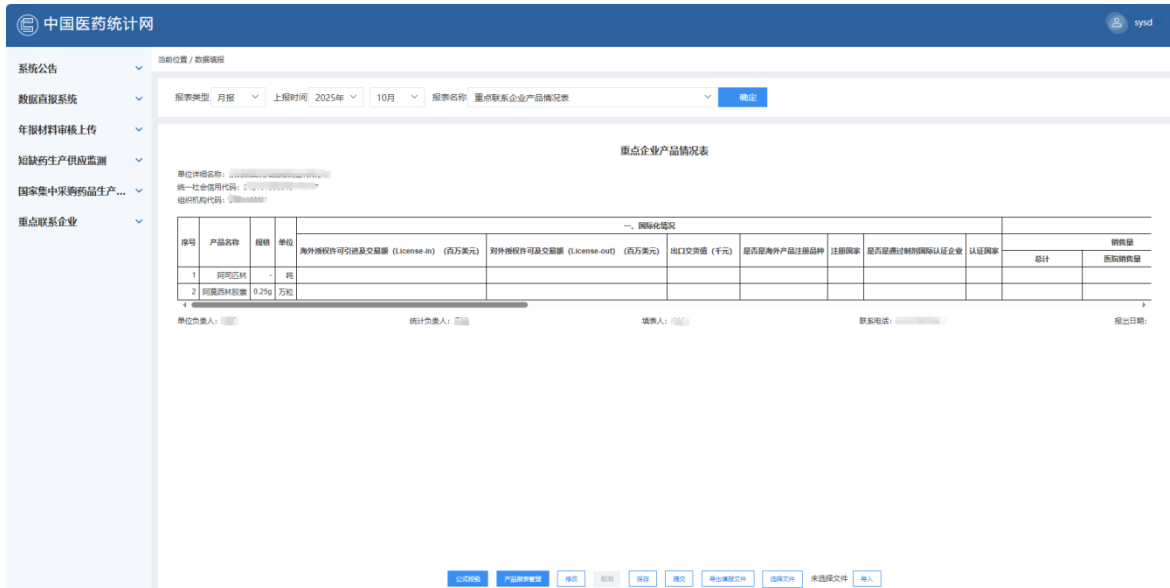 中国医药统计网
sysd
当前位置 / 数据填报
系统公告
数据直报系统
年报材料审核上传
短缺药生产供应监测
国家集中采购药品生产...
重点联系企业
报表类型 月报 上报时间 2025年 10月 报表名称 重点联系企业产品情况表 确定
重点企业产品情况表
单位详细名称：
统一社会信用代码：
组织机构代码：
一、国际化情况
序号 产品名称 规格 单位 海外授权许可引进及交易额（License-in）（百万美元） 对外授权许可及交易额（License-out）（百万美元） 出口交货值（千元） 是否是海外产品注册品种 注册国家 是否是通过制剂国际认证企业 认证国家 销售量
总计 医院销售量
1 阿司匹林 - 吨
2 阿莫西林胶囊 0.25g 万粒
单位负责人： 统计负责人： 填表人： 联系电话： 报出日期：
公式校验 产品报表管理 修改 取消 保存 提交 导出填报文件 选择文件 未选择文件 导入